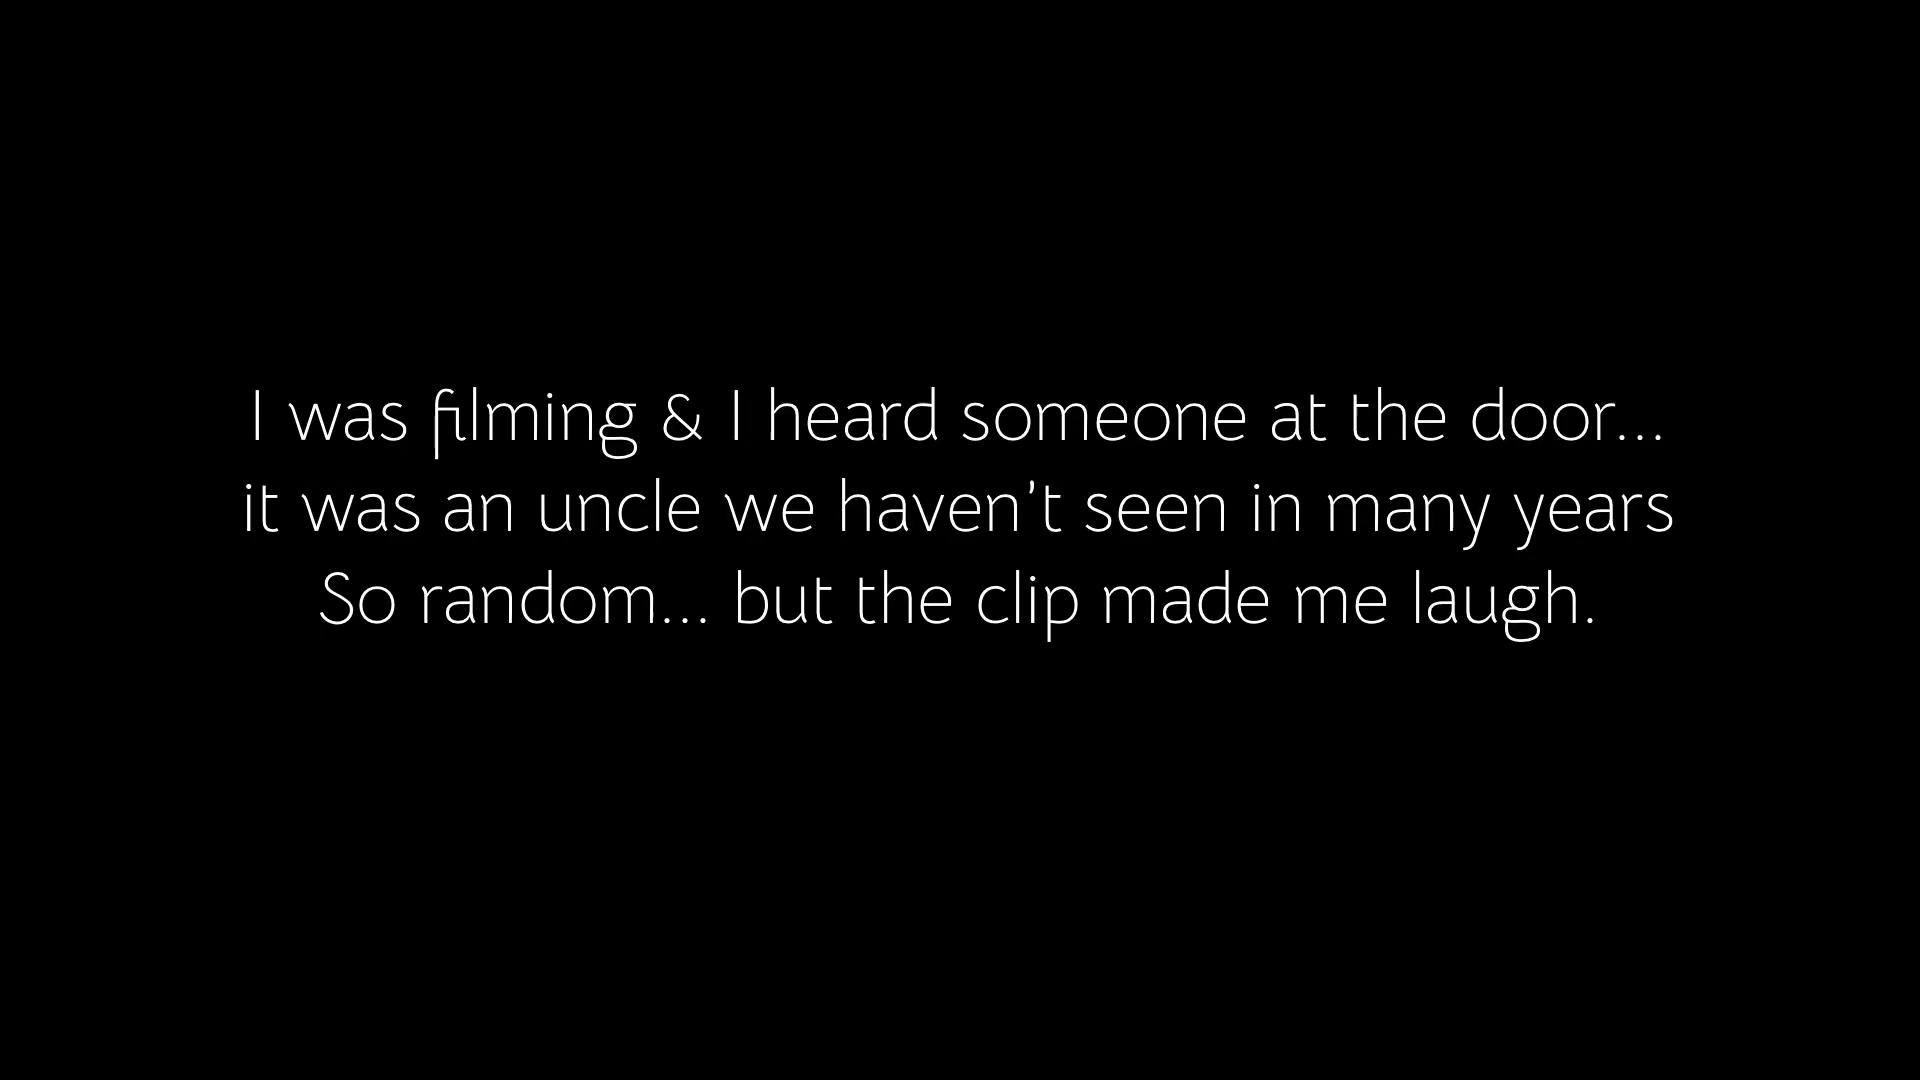 I was filming & I heard someone at the door...
it was an uncle we haven't seen in many years
So random... but the clip made me laugh.